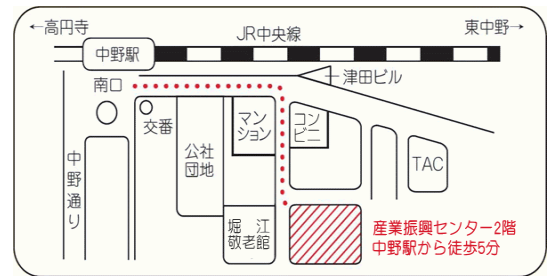 ←高円寺
JR中央線
東中野→
中野駅
南口
津田ビル
交番
マン
ション
コン
ビニ
公社
団地
TAC
中野通り
堀 江
敬老館
産業振興センター2階
中野駅から徒歩5分